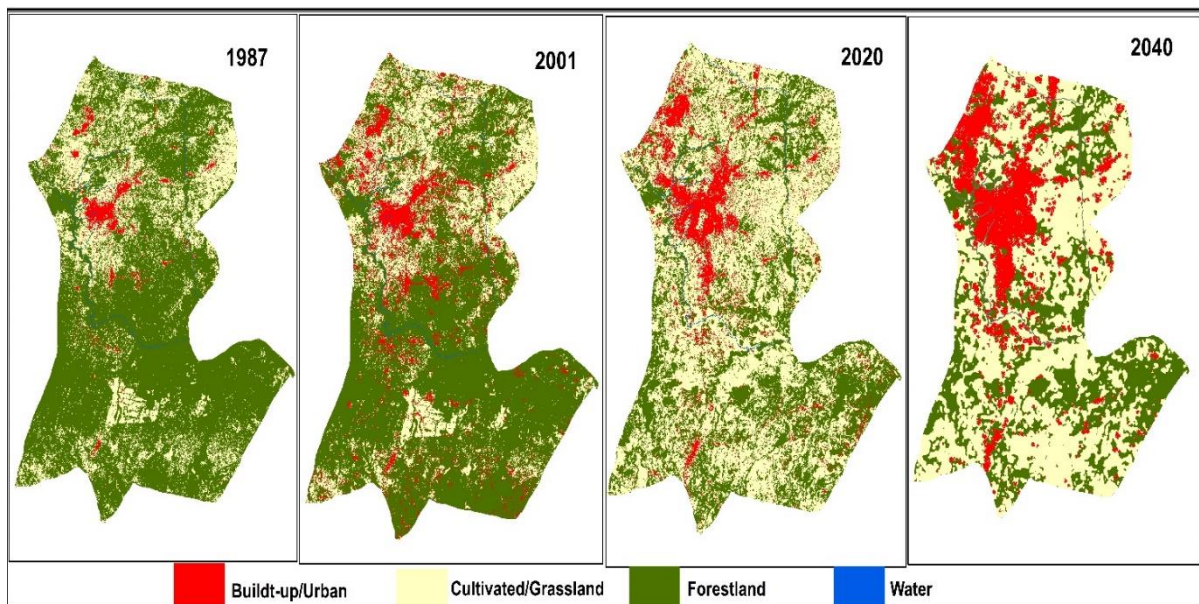 1987
2001
2020
2040
Buildt-up/Urban
Cultivated/Grassland
Forestland
Water